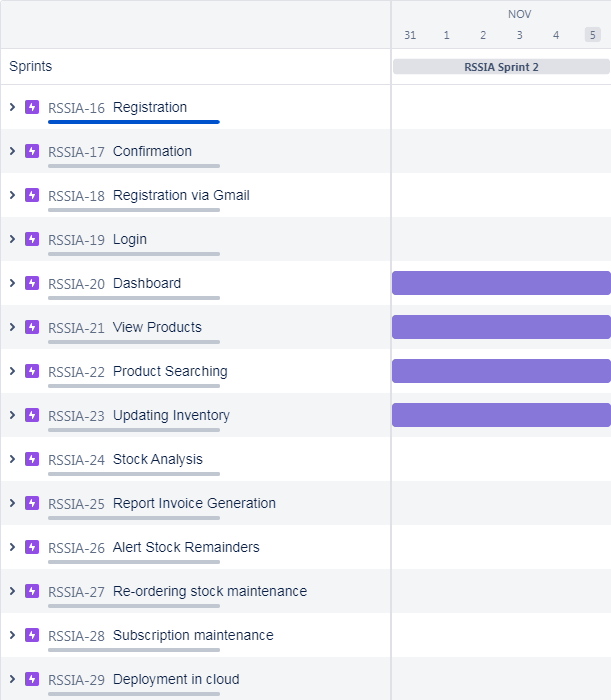 NOV
31 1 2 3 4 5
Sprints RSSIA Sprint 2
RSSIA-16 Registration
RSSIA-17 Confirmation
RSSIA-18 Registration via Gmail
RSSIA-19 Login
RSSIA-20 Dashboard
RSSIA-21 View Products
RSSIA-22 Product Searching
RSSIA-23 Updating Inventory
RSSIA-24 Stock Analysis
RSSIA-25 Report Invoice Generation
RSSIA-26 Alert Stock Remainders
RSSIA-27 Re-ordering stock maintenance
RSSIA-28 Subscription maintenance
RSSIA-29 Deployment in cloud